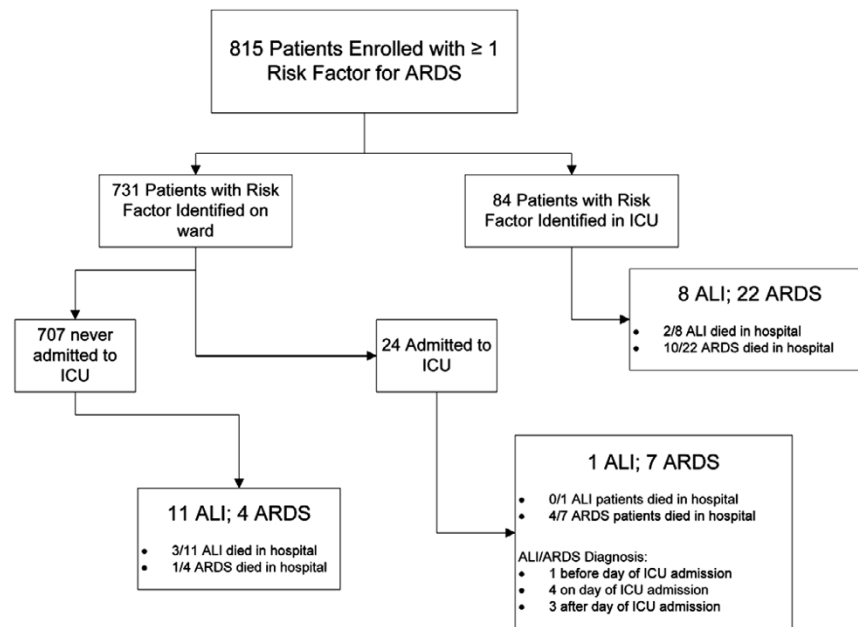 815 Patients Enrolled with ≥ 1
Risk Factor for ARDS
731 Patients with Risk
Factor Identified on
ward
84 Patients with Risk
Factor Identified in ICU
8 ALI; 22 ARDS
• 2/8 ALI died in hospital
• 10/22 ARDS died in hospital
707 never
admitted to
ICU
24 Admitted to
ICU
11 ALI; 4 ARDS
• 3/11 ALI died in hospital
• 1/4 ARDS died in hospital
1 ALI; 7 ARDS
• 0/1 ALI patients died in hospital
• 4/7 ARDS patients died in hospital
ALI/ARDS Diagnosis:
• 1 before day of ICU admission
• 4 on day of ICU admission
• 3 after day of ICU admission